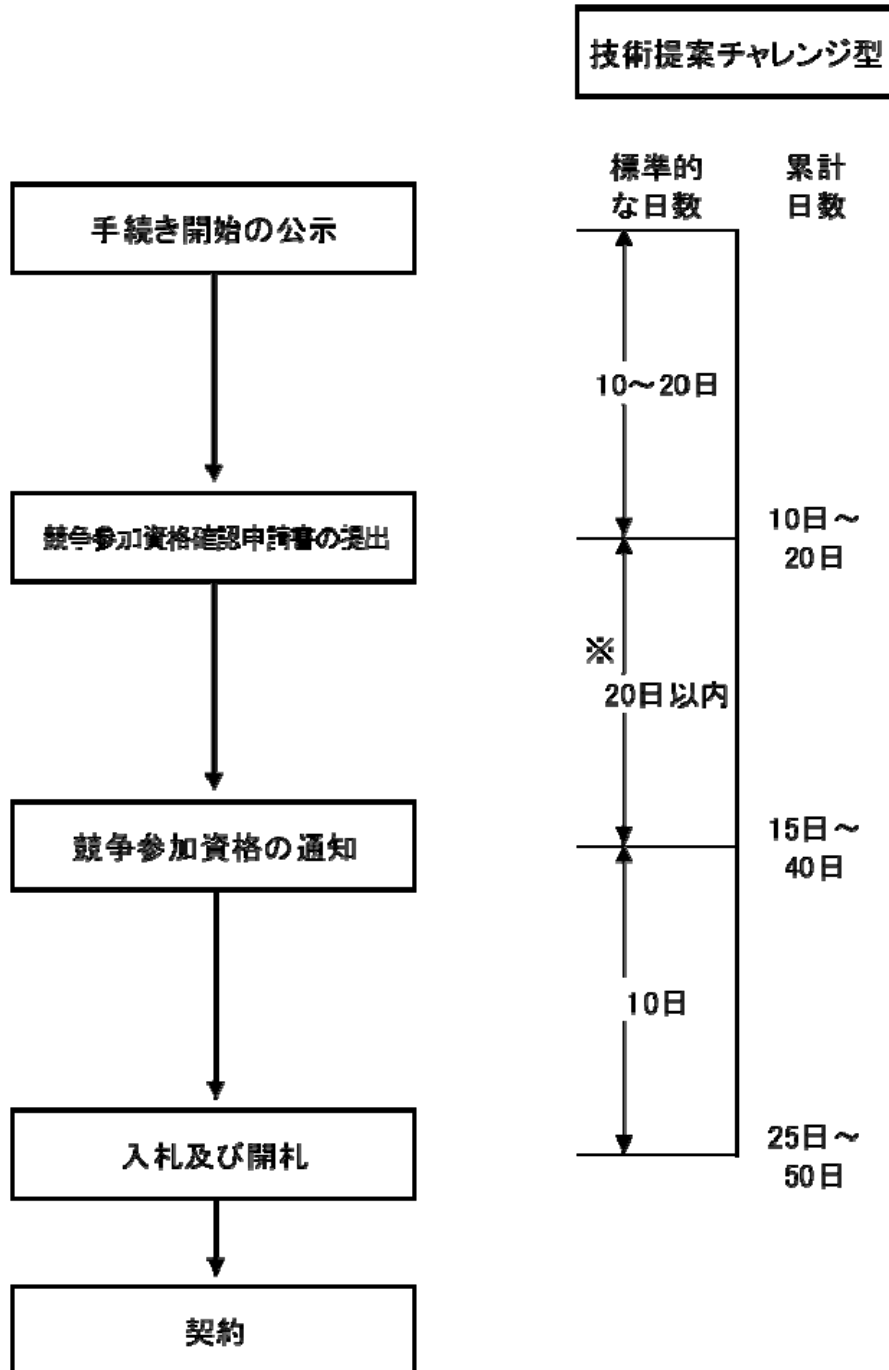 技術提案チャレンジ型
標準的
な日数
累計
日数
手続き開始の公示
10～20日
競争参加資格確認申請書の提出
10日～
20日
※
20日以内
競争参加資格の通知
15日～
40日
10日
入札及び開札
25日～
50日
契約